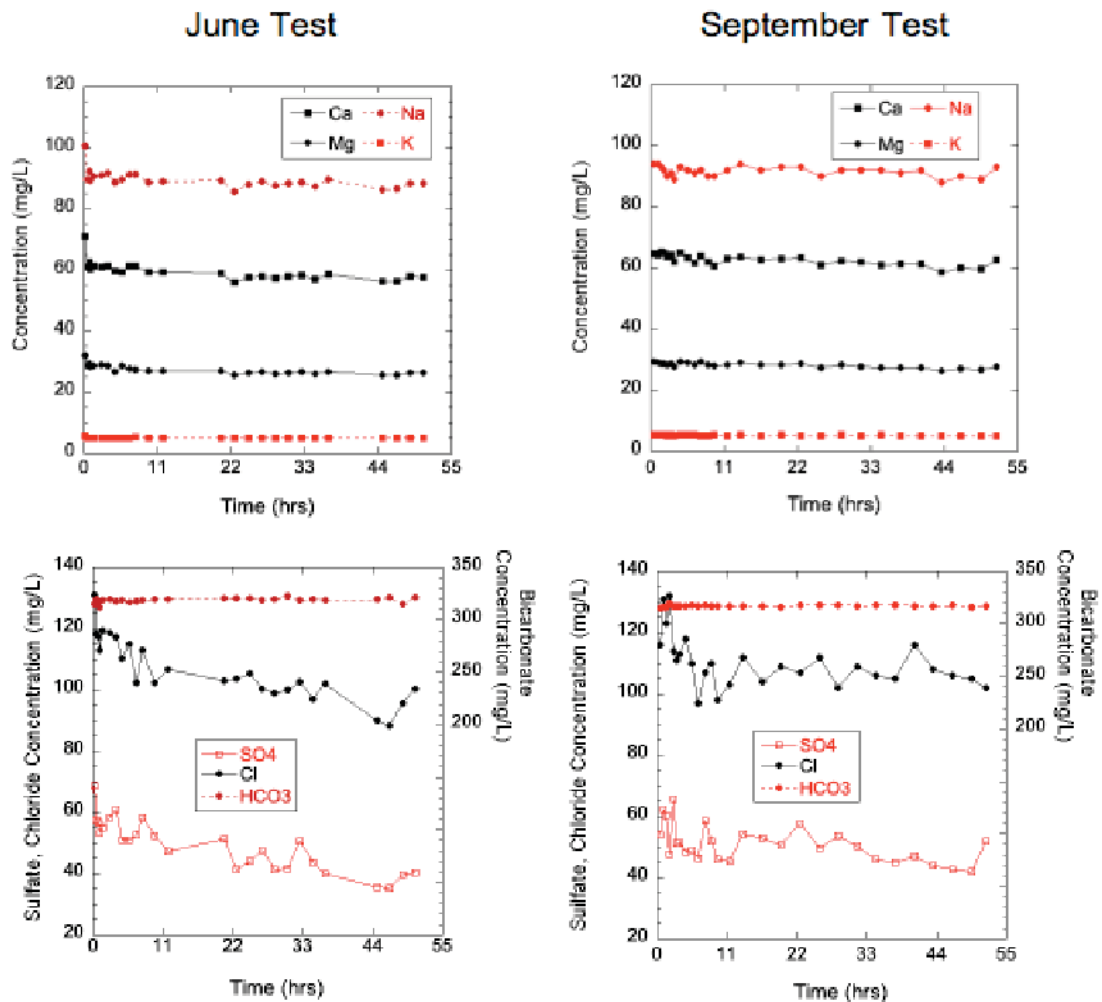 June Test
September Test
120
100
80
60
40
20
0
Concentration (mg/L)
Ca
Na
Mg
K
0 11 22 33 44 55
Time (hrs)
120
100
80
60
40
20
0
Concentration (mg/L)
Ca
Na
Mg
K
0 11 22 33 44 55
Time (hrs)
140
120
100
80
60
40
20
Sulfate, Chloride Concentration (mg/L)
350
300
250
200
Bicarbonate
Concentration (mg/L)
SO4
Cl
HCO3
0 11 22 33 44 55
Time (hrs)
140
120
100
80
60
40
20
Suilfate, Chloride Concentration (mg/L)
350
300
250
200
Bicarbonate
Concentration (mg/L)
SO4
Cl
HCO3
0 11 22 33 44 55
Time (hrs)